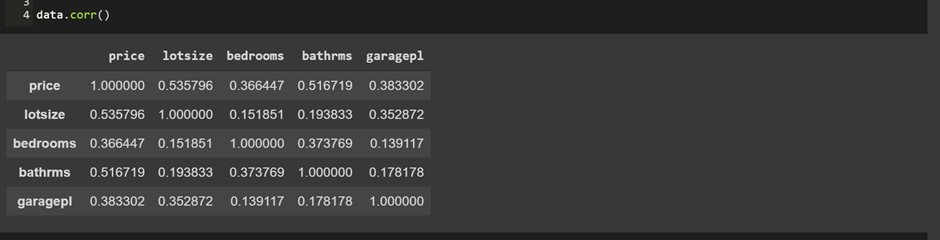 3
4 data.corr()
price lotsize bedrooms bathrms garagepl
price 1.000000 0.535796 0.366447 0.516719 0.383302
lotsize 0.535796 1.000000 0.151851 0.193833 0.352872
bedrooms 0.366447 0.151851 1.000000 0.373769 0.139117
bathrms 0.516719 0.193833 0.373769 1.000000 0.178178
garagepl 0.383302 0.352872 0.139117 0.178178 1.000000